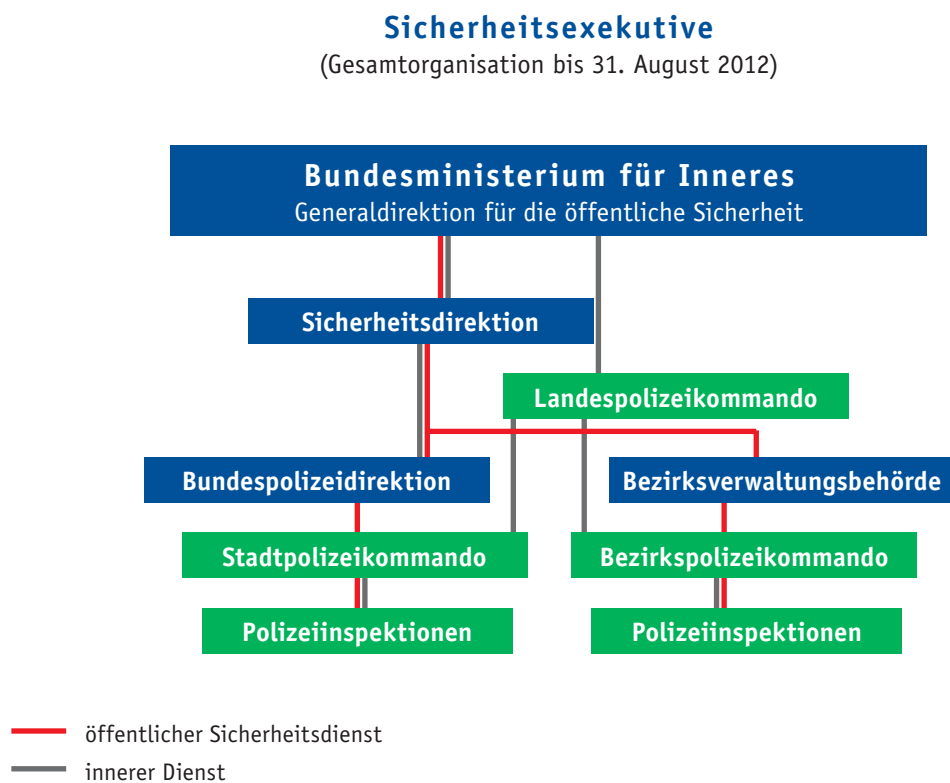 Sicherheitsexekutive
(Gesamtorganisation bis 31. August 2012)
Bundesministerium für Inneres
Generaldirektion für die öffentliche Sicherheit
Sicherheitsdirektion
Landespolizeikommando
Bundespolizeidirektion
Bezirksverwaltungsbehörde
Stadtpolizeikommando
Bezirkspolizeikommando
Polizeiinspektionen
Polizeiinspektionen
öffentlicher Sicherheitsdienst
innerer Dienst